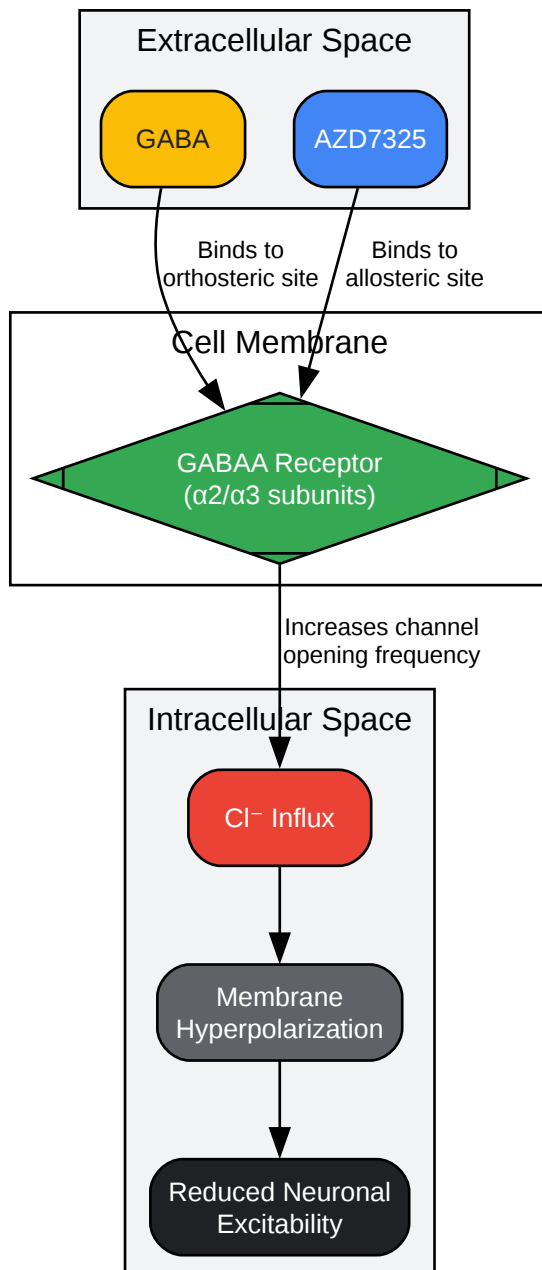 Extracellular Space
GABA
AZD7325
Binds to
orthosteric site
Binds to
allosteric site
Cell Membrane
GABAA Receptor
(α2/α3 subunits)
Increases channel
opening frequency
Intracellular Space
Cl⁻ Influx
Membrane
Hyperpolarization
Reduced Neuronal
Excitability